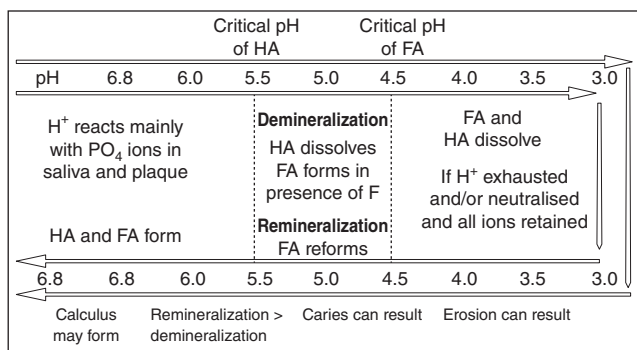 Critical pH of HA
Critical pH of FA
pH 6.8 6.0 5.5 5.0 4.5 4.0 3.5 3.0
H⁺ reacts mainly
with PO₄ ions in
saliva and plaque
Demineralization
HA dissolves
FA forms in
presence of F
FA and
HA dissolve
If H⁺ exhausted
and/or neutralised
and all ions retained
HA and FA form
Remineralization
FA reforms
6.8 6.8 6.0 5.5 5.0 4.5 4.0 3.5 3.0
Calculus
may form
Remineralization >
demineralization
Caries can result
Erosion can result